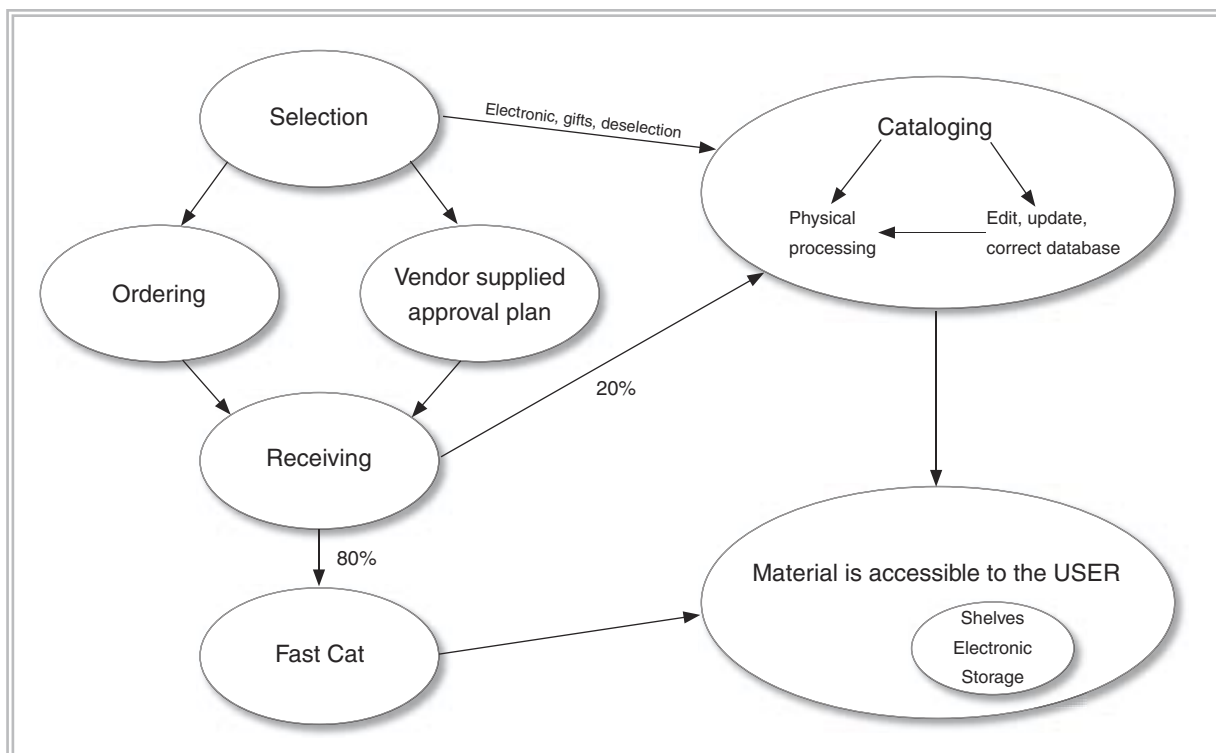 Selection
Electronic, gifts, deselection
Cataloging
Physical
processing
Edit, update,
correct database
Ordering
Vendor supplied
approval plan
20%
Receiving
80%
Fast Cat
Material is accessible to the USER
Shelves
Electronic
Storage